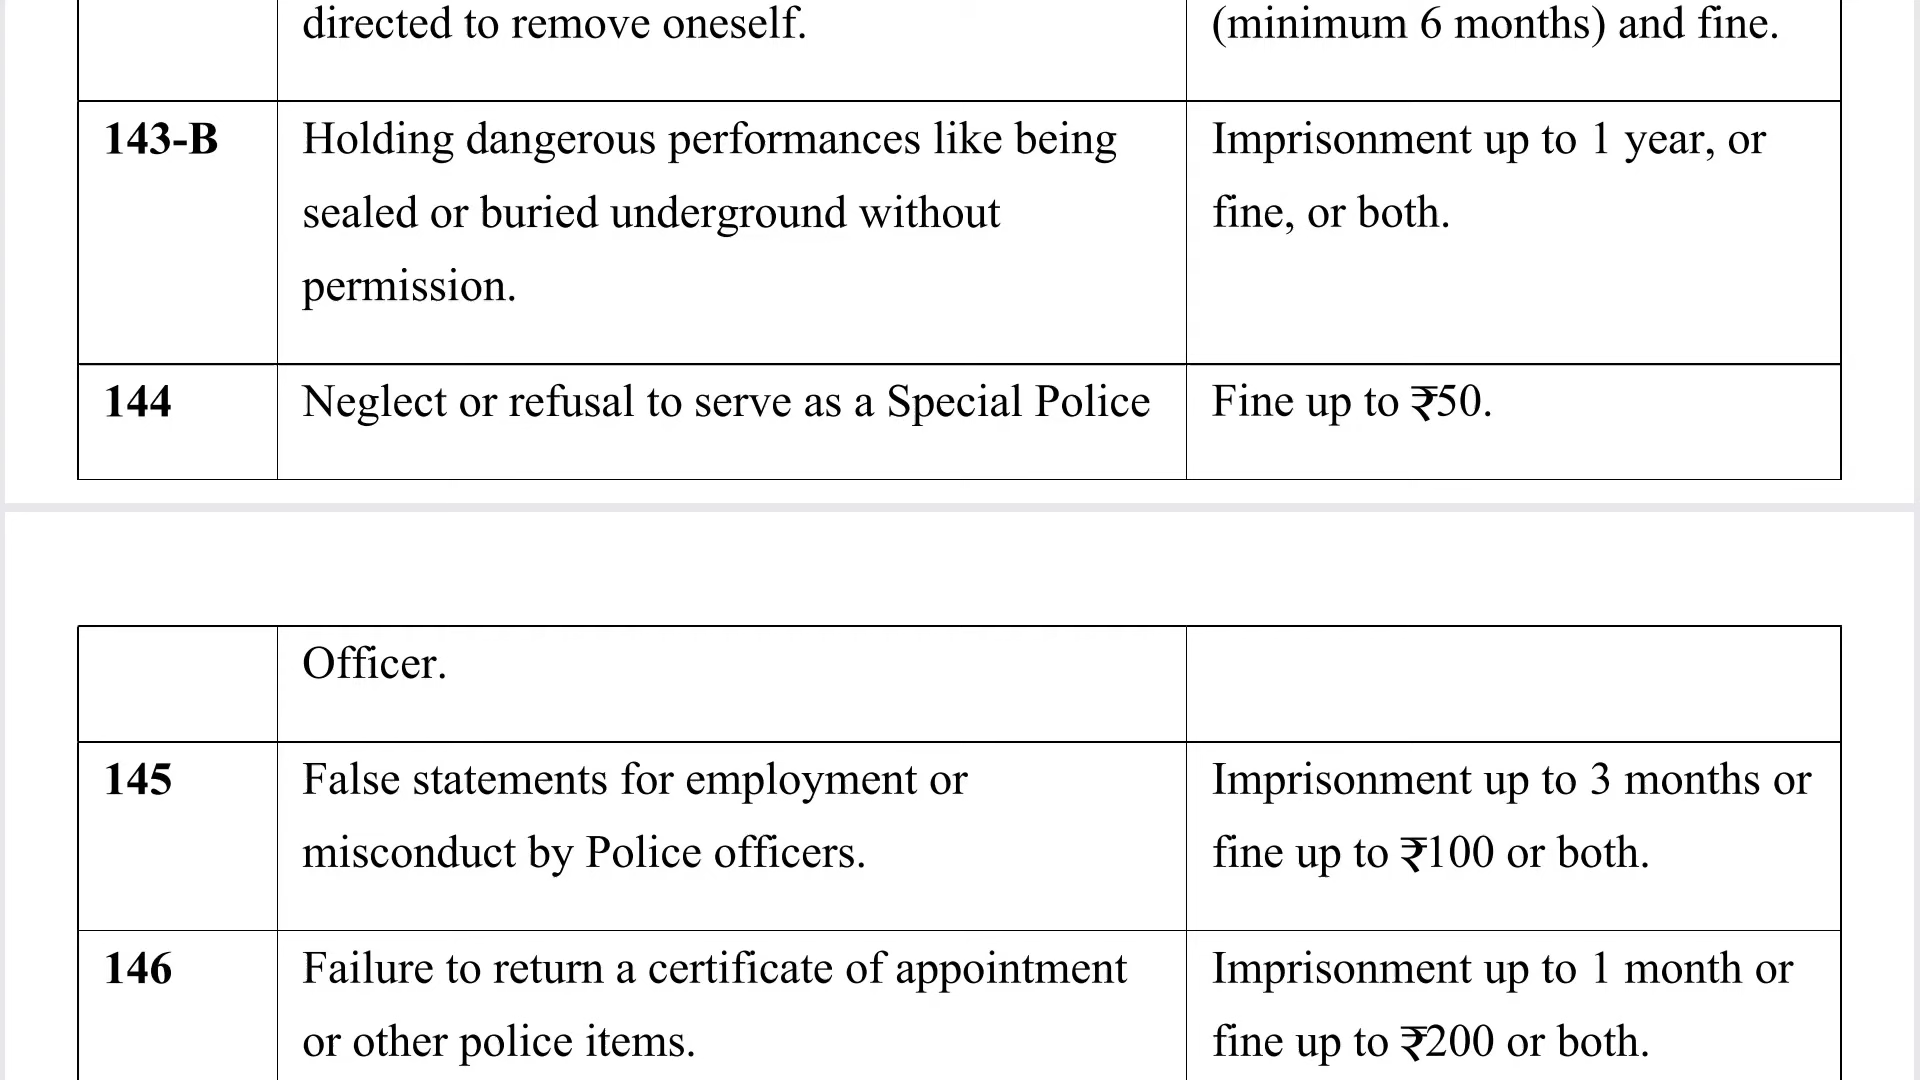 directed to remove oneself.
(minimum 6 months) and fine.
143-B
Holding dangerous performances like being
sealed or buried underground without
permission.
Imprisonment up to 1 year, or
fine, or both.
144
Neglect or refusal to serve as a Special Police
Fine up to ₹50.
Officer.
145
False statements for employment or
misconduct by Police officers.
Imprisonment up to 3 months or
fine up to ₹100 or both.
146
Failure to return a certificate of appointment
or other police items.
Imprisonment up to 1 month or
fine up to ₹200 or both.